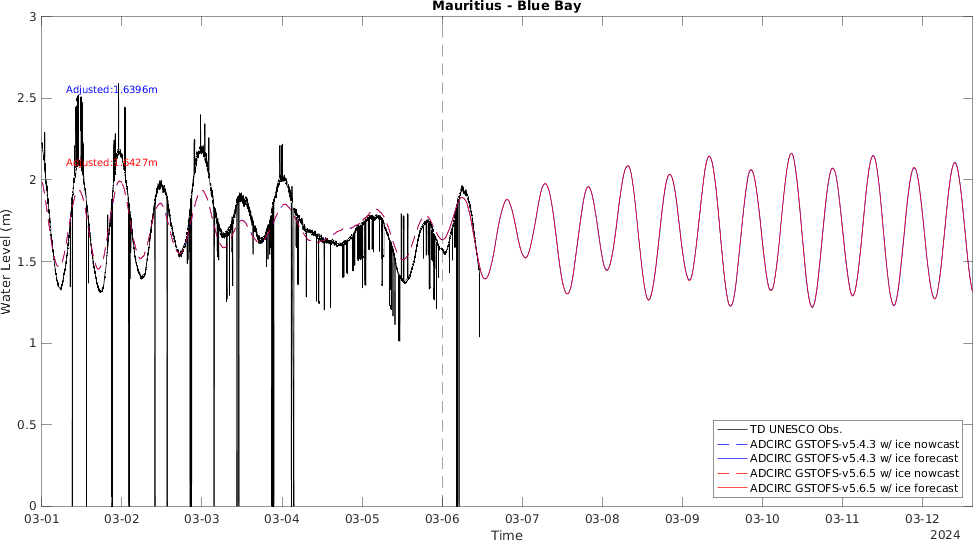 Mauritius - Blue Bay
3
2.5
2
1.5
1
0.5
0
Water Level (m)
Adjusted:1.6396m
Adjusted:1.6427m
TD UNESCO Obs.
ADCIRC GSTOFS-v5.4.3 w/ ice nowcast
ADCIRC GSTOFS-v5.4.3 w/ ice forecast
ADCIRC GSTOFS-v5.6.5 w/ ice nowcast
ADCIRC GSTOFS-v5.6.5 w/ ice forecast
03-01 03-02 03-03 03-04 03-05 03-06 03-07 03-08 03-09 03-10 03-11 03-12
Time
2024